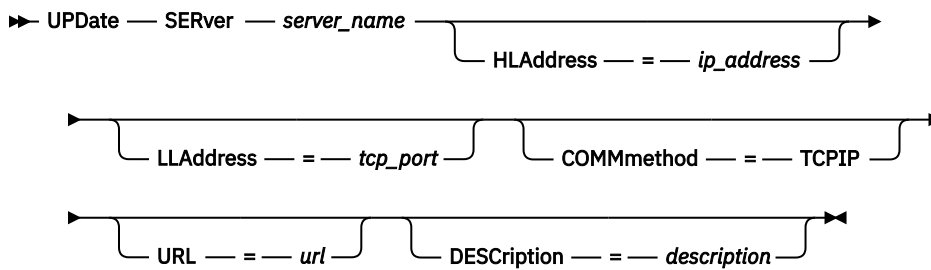 UPDate SERver server_name
HLAddress = ip_address
LLAddress = tcp_port COMMmethod = TCPIP
URL = url DESCription = description